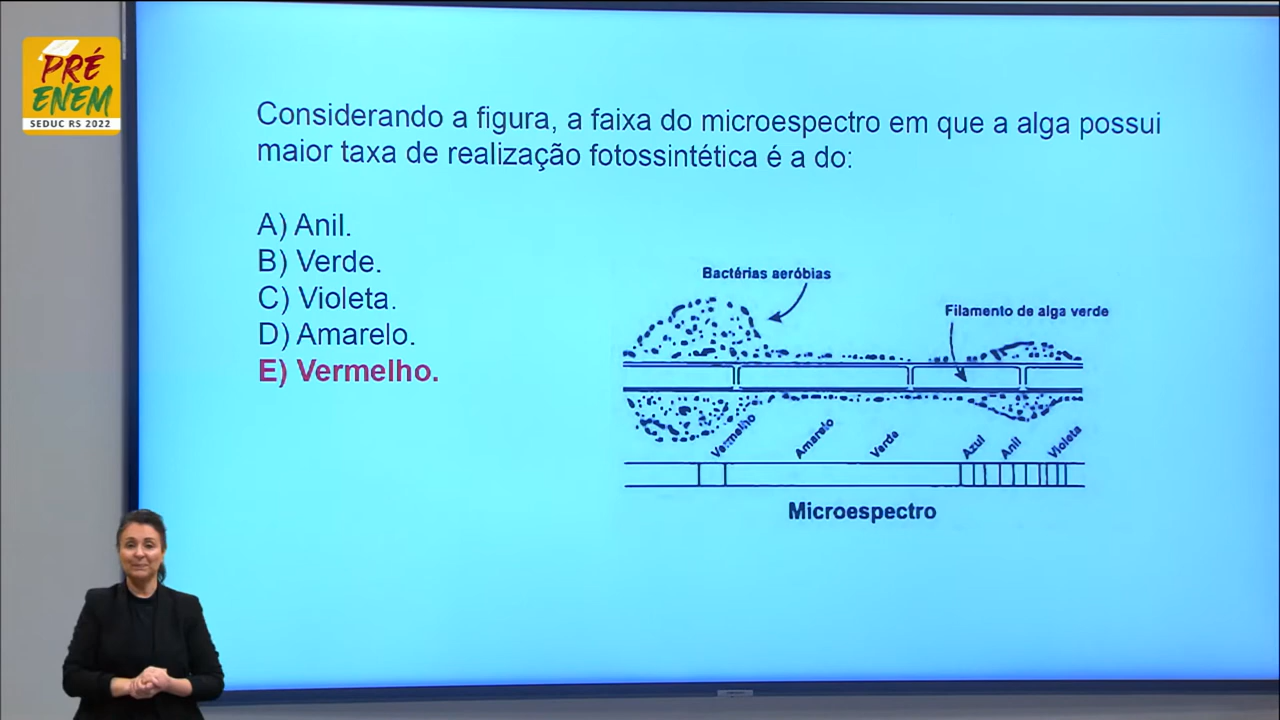 PRÉ
ENEM
SEDUC RS 2022
Considerando a figura, a faixa do microespectro em que a alga possui
maior taxa de realização fotossintética é a do:
A) Anil.
B) Verde.
C) Violeta.
D) Amarelo.
E) Vermelho.
Bactérias aeróbias
Filamento de alga verde
Vermelho
Amarelo
Verde
Azul
Anil
Violeta
Microespectro